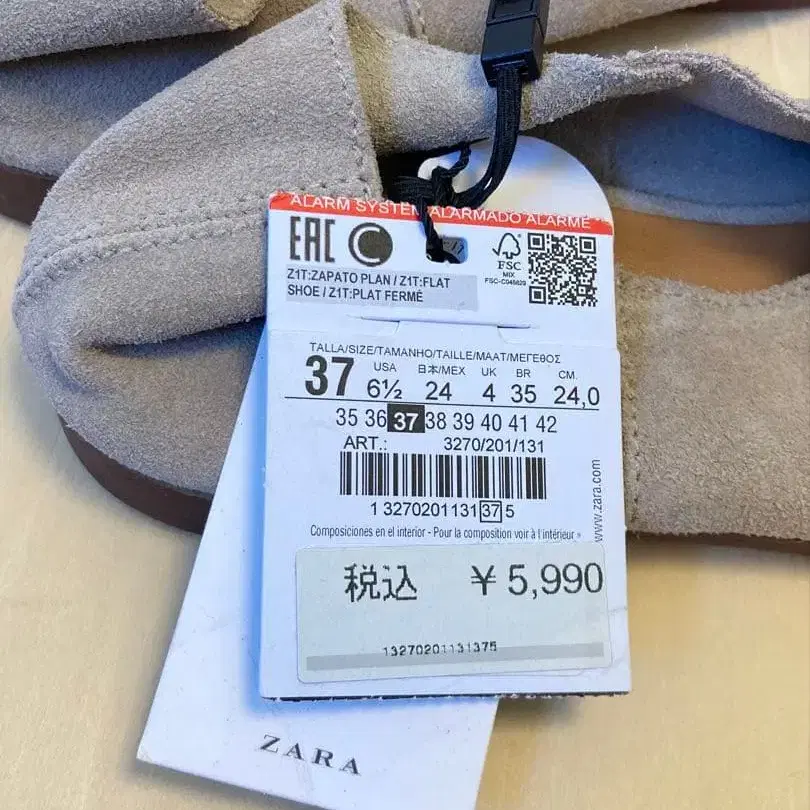 ALARM SYSTEM ALARMADO ALARME
EAC C
FSC
MIX
FSC-C046629
Z1T:ZAPATO PLAN / Z1T:FLAT
SHOE / Z1T:PLAT FERMÉ
TALLA/SIZE/TAMANHO/TAILLE/MAAT/ΜΕΓΕΘΟΣ
USA 日本/MEX UK BR CM.
37 6½ 24 4 35 24,0
35 36 37 38 39 40 41 42
ART.: 3270/201/131
1 3270201131 37 5
Composiciones en el interior - Pour la composition voir à l'intérieur »
www.zara.com
税込 ¥5,990
13270201131375
ZARA